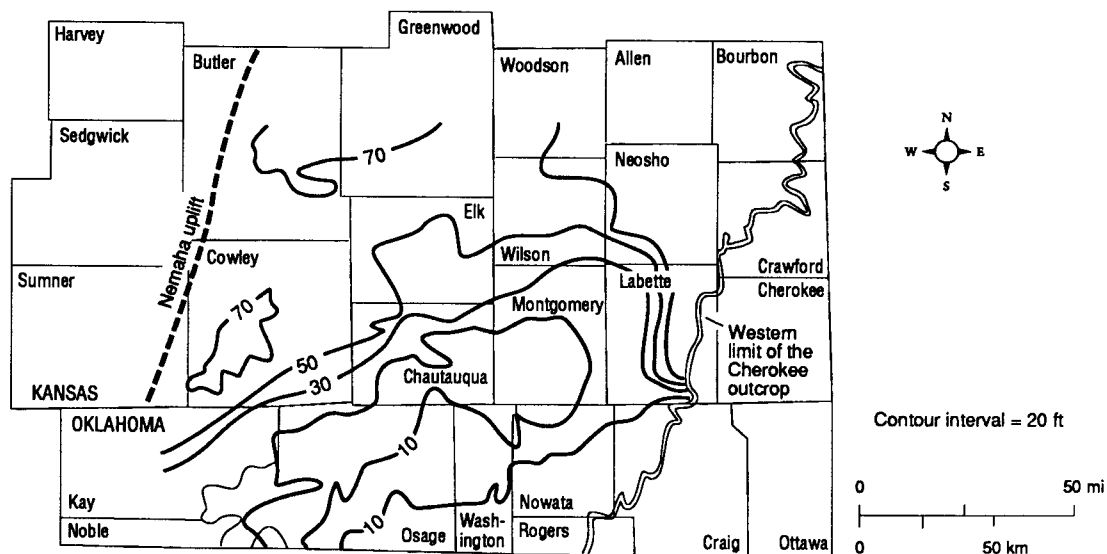 Harvey
Butler
Greenwood
Woodson
Allen
Bourbon
N
W
E
S
Sedgwick
70
Neosho
Nemaha uplift
Elk
Cowley
Wilson
Sumner
Labette
Crawford
Cherokee
70
Montgomery
Western
limit of the
Cherokee
outcrop
50
30
KANSAS
Chautauqua
OKLAHOMA
Contour interval = 20 ft
10
10
Kay
Nowata
0
50 mi
Noble
Osage
Wash-
ington
Rogers
Craig
Ottawa
0
50 km